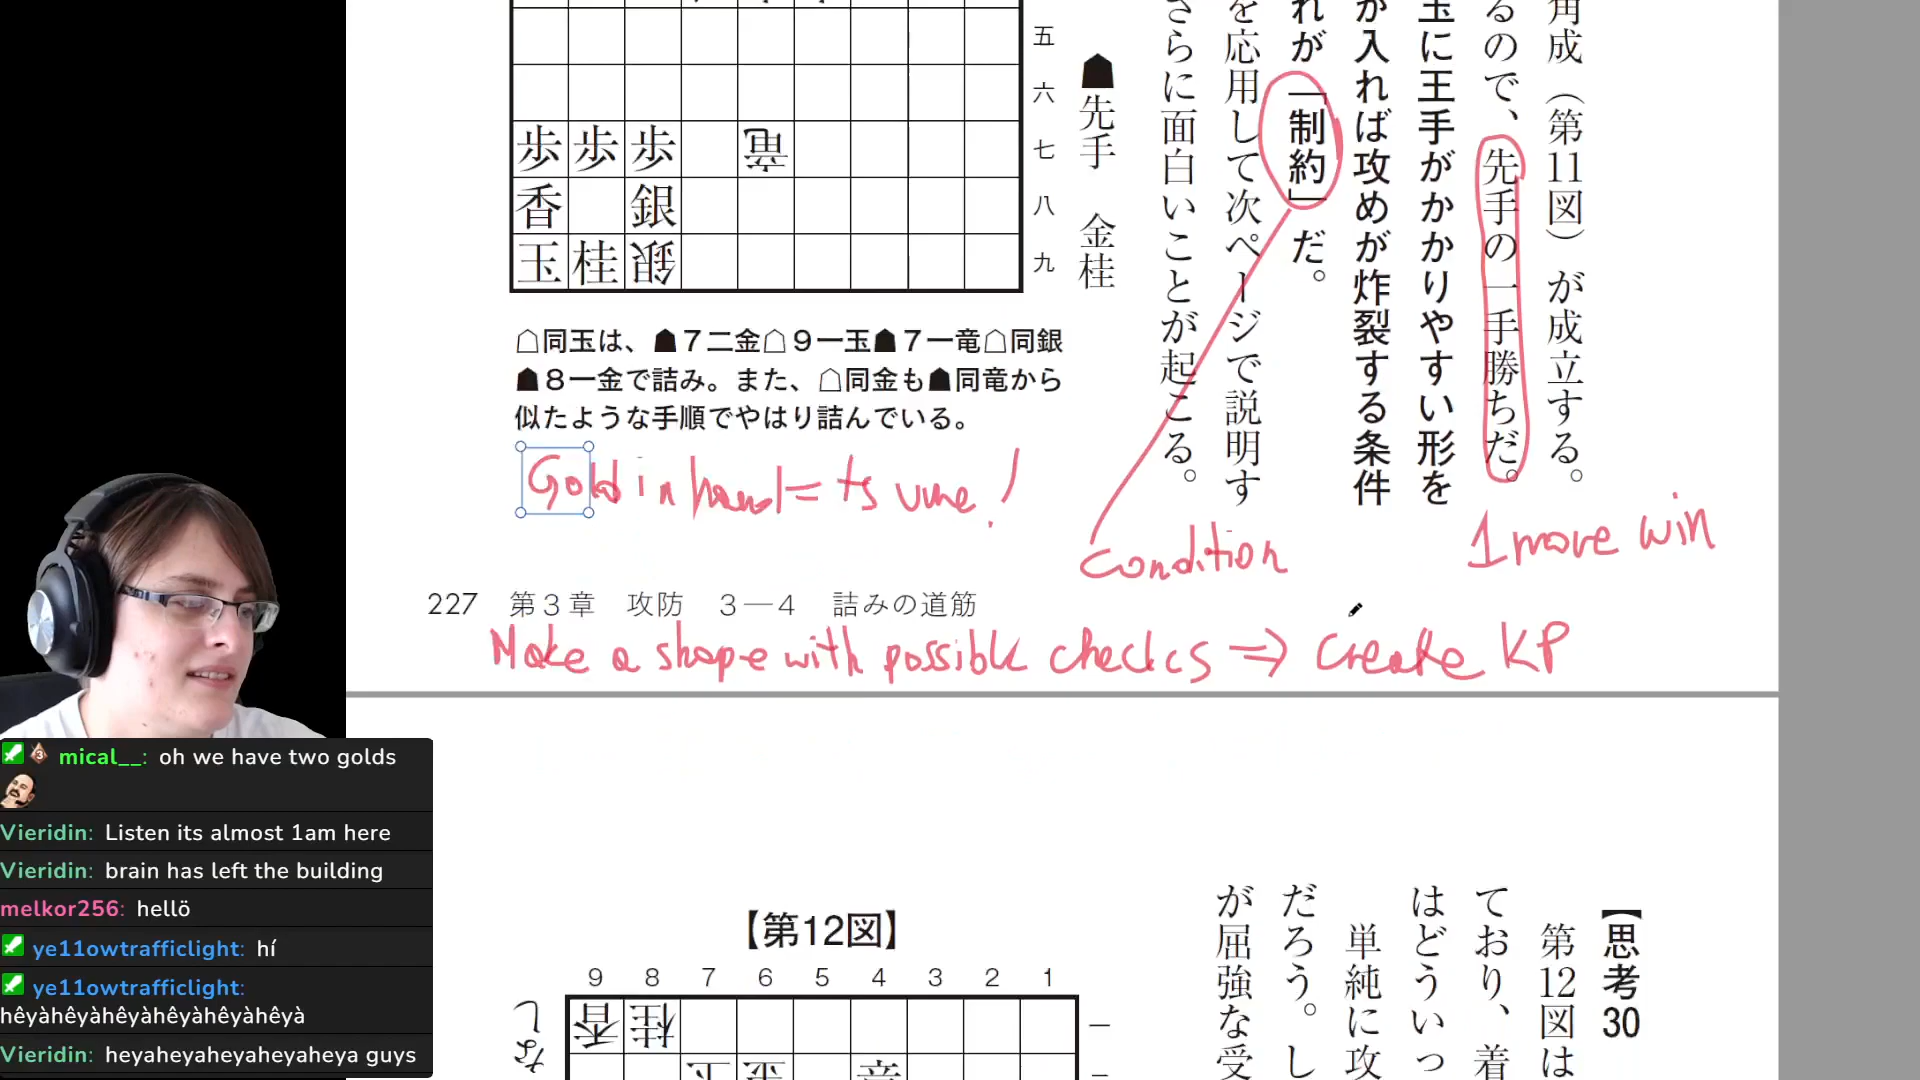 五
六
歩歩歩 竜 七
香 銀 八
玉桂銀 九
先手 金桂
角成（第11図）が成立する。
るので、先手の一手勝ちだ。
玉に王手がかかりやすい形を
が入れば攻めが炸裂する条件
れが「制約」だ。
を応用して次ページで説明す
さらに面白いことが起こる。
☖同玉は、☗７二金☖９一玉☗７一竜☖同銀
☗８一金で詰み。また、☖同金も☗同竜から
似たような手順でやはり詰んでいる。
Gold in hand = tsume!
Condition
1 move win
227 第３章 攻防 ３―４ 詰みの道筋
Make a shape with possible checks ⇒ Create KP
【思考30
第12図は
ており、着
はどういっ
単純に攻
だろう。し
が屈強な受
【第12図】
9 8 7 6 5 4 3 2 1
香桂 一
なし
mical__: oh we have two golds
Vieridin: Listen its almost 1am here
Vieridin: brain has left the building
melkor256: hellö
ye11owtrafficlight: hí
ye11owtrafficlight:
hêyàhêyàhêyàhêyàhêyàhêyà
Vieridin: heyaheyaheyaheyaheya guys